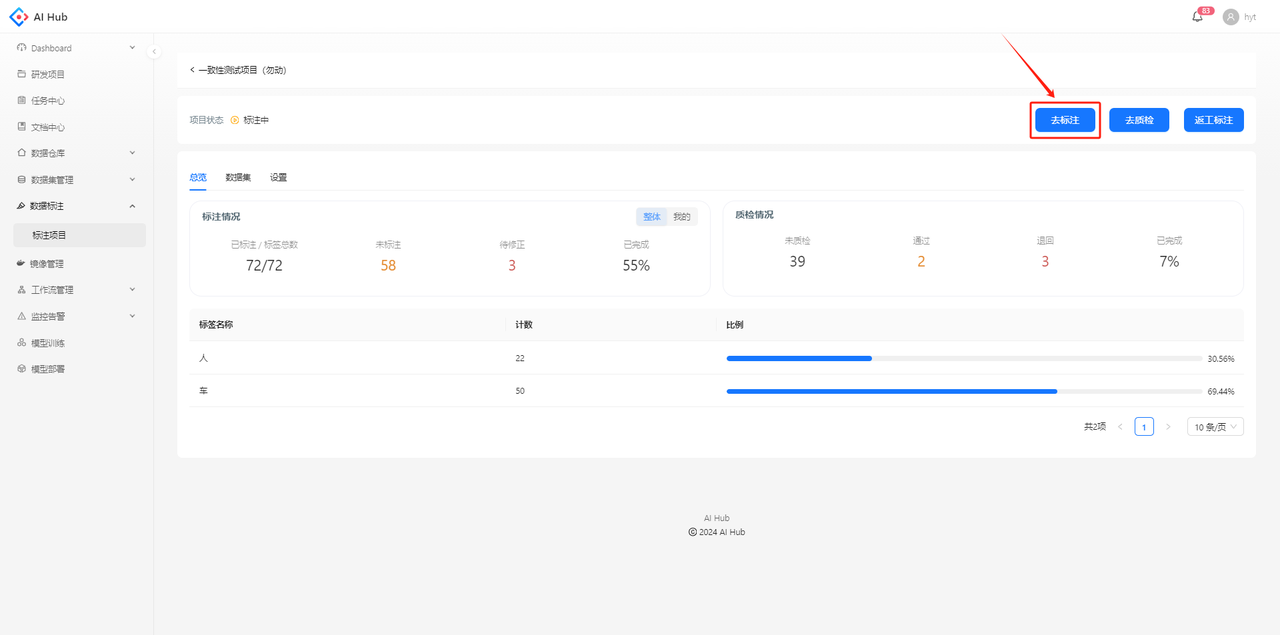 AI Hub
83
hyt
Dashboard
研发项目
任务中心
文档中心
数据仓库
数据集管理
数据标注
标注项目
镜像管理
工作流管理
监控告警
模型训练
模型部署
< 一致性测试项目（勿动）
项目状态 标注中
去标注 去质检 返工标注
总览 数据集 设置
标注情况 整体 我的
已标注 / 标签总数 未标注 待修正 已完成
72/72 58 3 55%
质检情况
未质检 通过 退回 已完成
39 2 3 7%
标签名称 计数 比例
人 22 30.56%
车 50 69.44%
共2项 < 1 > 10 条/页
AI Hub
© 2024 AI Hub